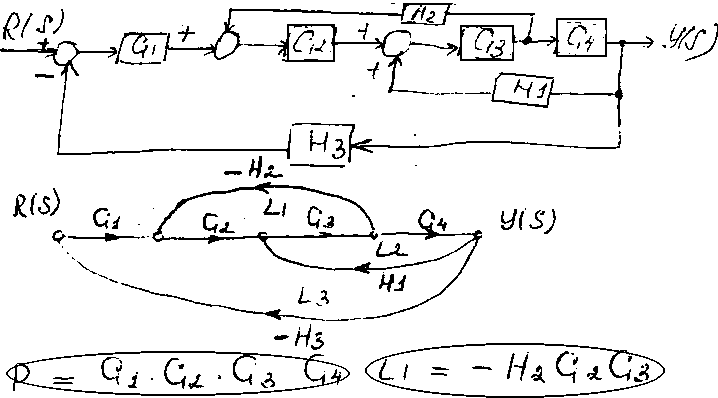 H2
R(S) + − G1 + G2 + + G3 G4 Y(S)
H1
H3
-H2
R(S) G1 G2 L1 G3 G4 Y(S)
L2
H1
L3
-H3
P = G1 . G2 . G3 G4 L1 = - H2 G2 G3